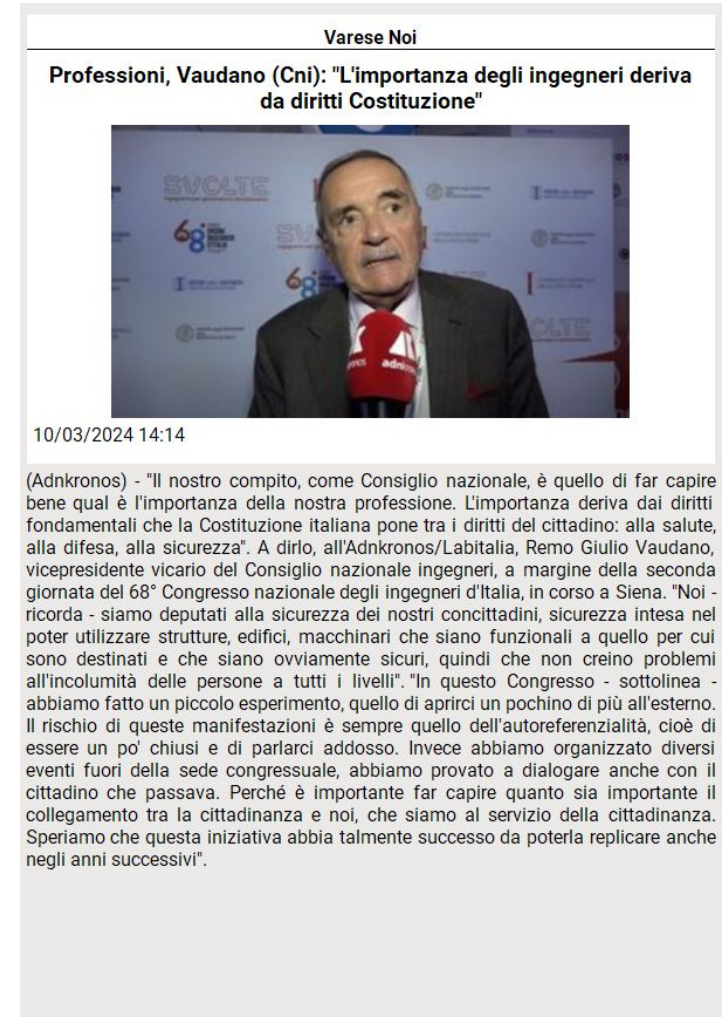 Varese Noi
Professioni, Vaudano (Cni): "L'importanza degli ingegneri deriva
da diritti Costituzione"
SVOLTE
68°
SV
68
OLTE
adnkronos
10/03/2024 14:14
(Adnkronos) - "Il nostro compito, come Consiglio nazionale, è quello di far capire
bene qual è l'importanza della nostra professione. L'importanza deriva dai diritti
fondamentali che la Costituzione italiana pone tra i diritti del cittadino: alla salute,
alla difesa, alla sicurezza". A dirlo, all'Adnkronos/Labitalia, Remo Giulio Vaudano,
vicepresidente vicario del Consiglio nazionale ingegneri, a margine della seconda
giornata del 68° Congresso nazionale degli ingegneri d'Italia, in corso a Siena. "Noi -
ricorda - siamo deputati alla sicurezza dei nostri concittadini, sicurezza intesa nel
poter utilizzare strutture, edifici, macchinari che siano funzionali a quello per cui
sono destinati e che siano ovviamente sicuri, quindi che non creino problemi
all'incolumità delle persone a tutti i livelli". "In questo Congresso - sottolinea -
abbiamo fatto un piccolo esperimento, quello di aprirci un pochino di più all'esterno.
Il rischio di queste manifestazioni è sempre quello dell'autoreferenzialità, cioè di
essere un po' chiusi e di parlarci addosso. Invece abbiamo organizzato diversi
eventi fuori della sede congressuale, abbiamo provato a dialogare anche con il
cittadino che passava. Perché è importante far capire quanto sia importante il
collegamento tra la cittadinanza e noi, che siamo al servizio della cittadinanza.
Speriamo che questa iniziativa abbia talmente successo da poterla replicare anche
negli anni successivi".